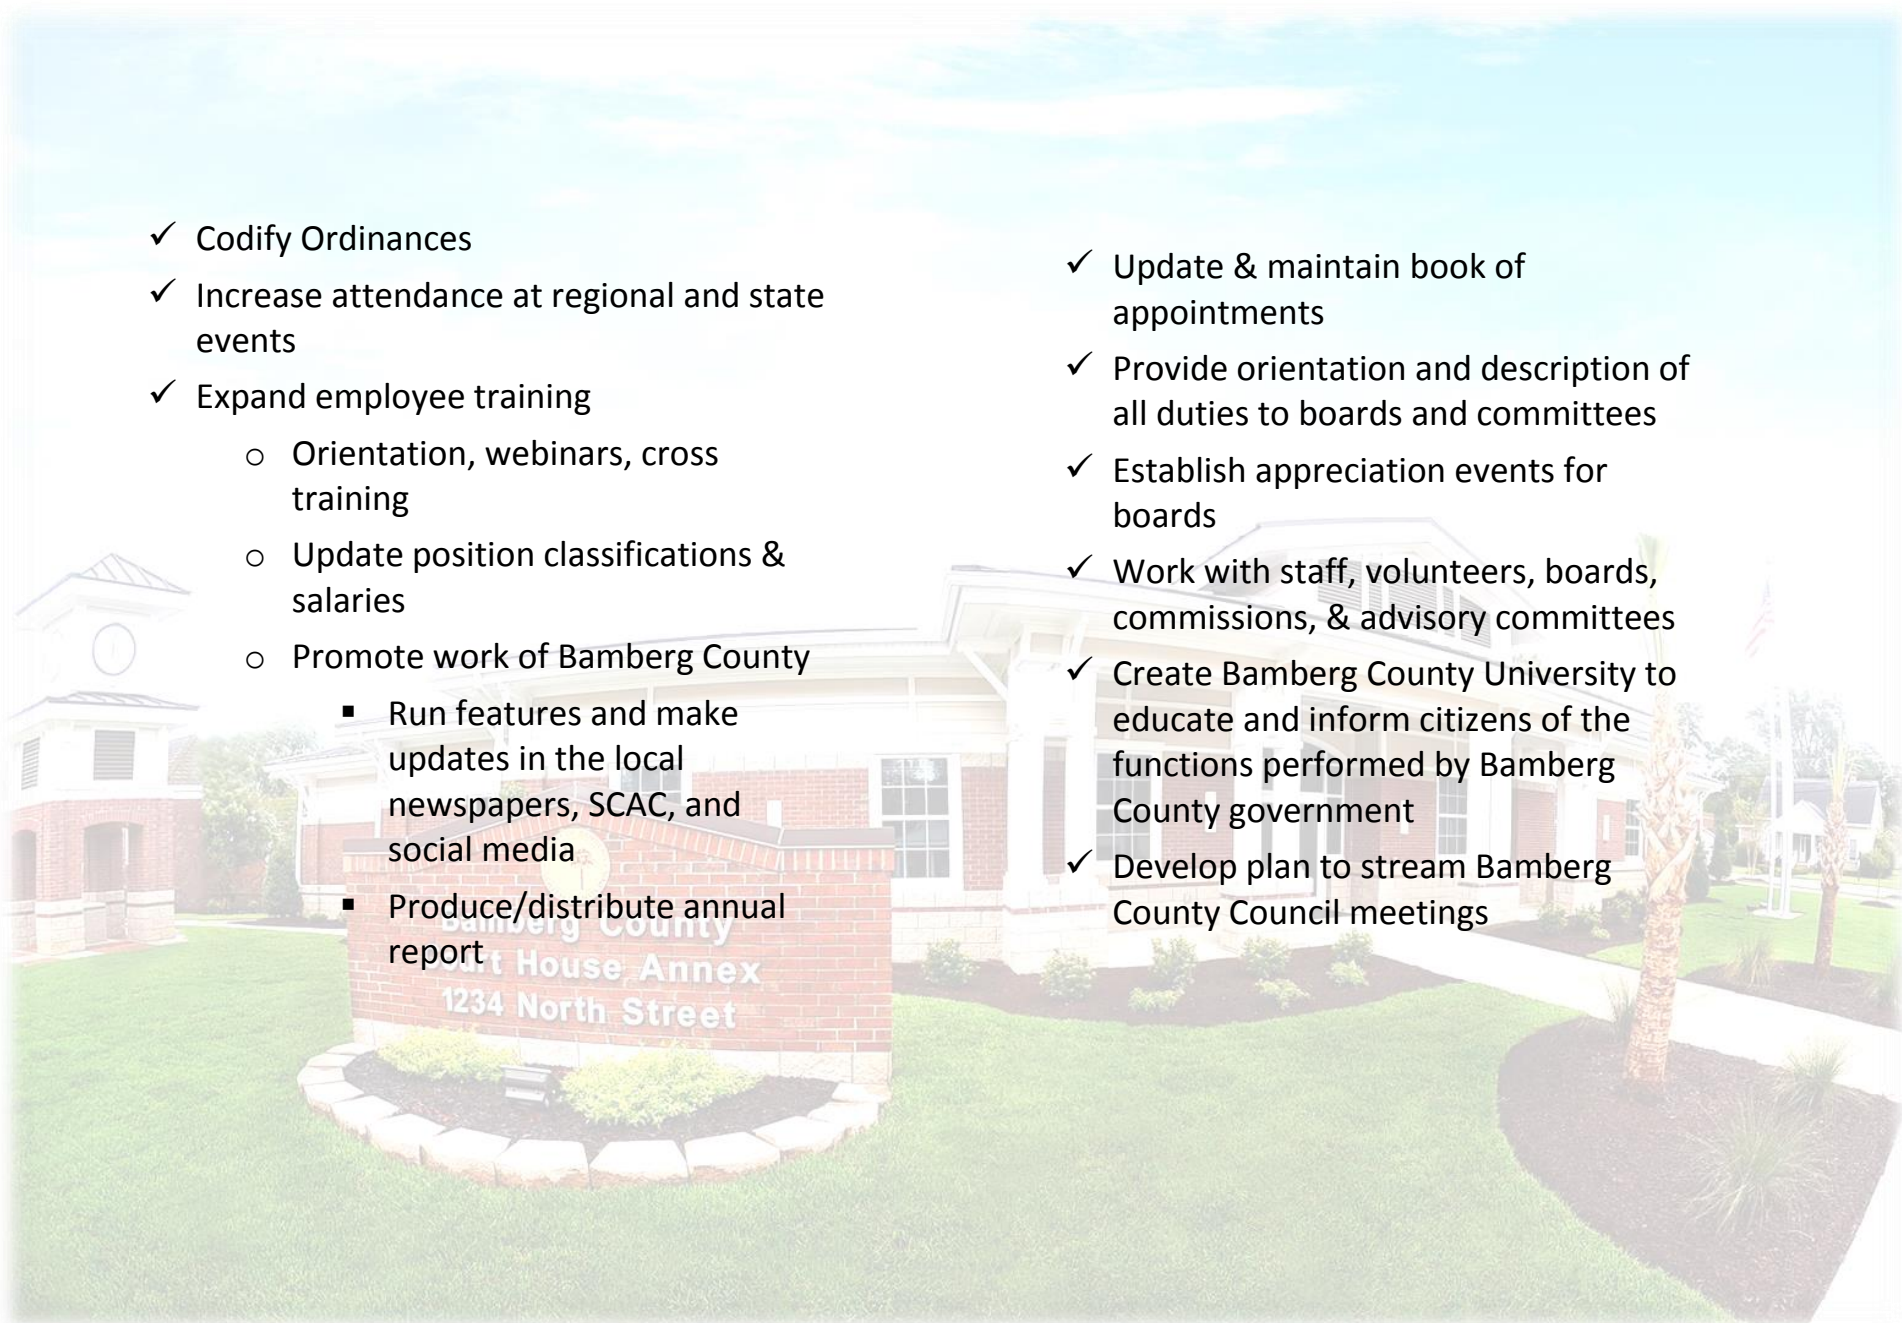 ✓ Codify Ordinances
✓ Increase attendance at regional and state
events
✓ Expand employee training
o Orientation, webinars, cross
training
o Update position classifications &
salaries
o Promote work of Bamberg County
▪ Run features and make
updates in the local
newspapers, SCAC, and
social media
▪ Produce/distribute annual
report
✓ Update & maintain book of
appointments
✓ Provide orientation and description of
all duties to boards and committees
✓ Establish appreciation events for
boards
✓ Work with staff, volunteers, boards,
commissions, & advisory committees
✓ Create Bamberg County University to
educate and inform citizens of the
functions performed by Bamberg
County government
✓ Develop plan to stream Bamberg
County Council meetings
Bamberg County
Court House Annex
1234 North Street